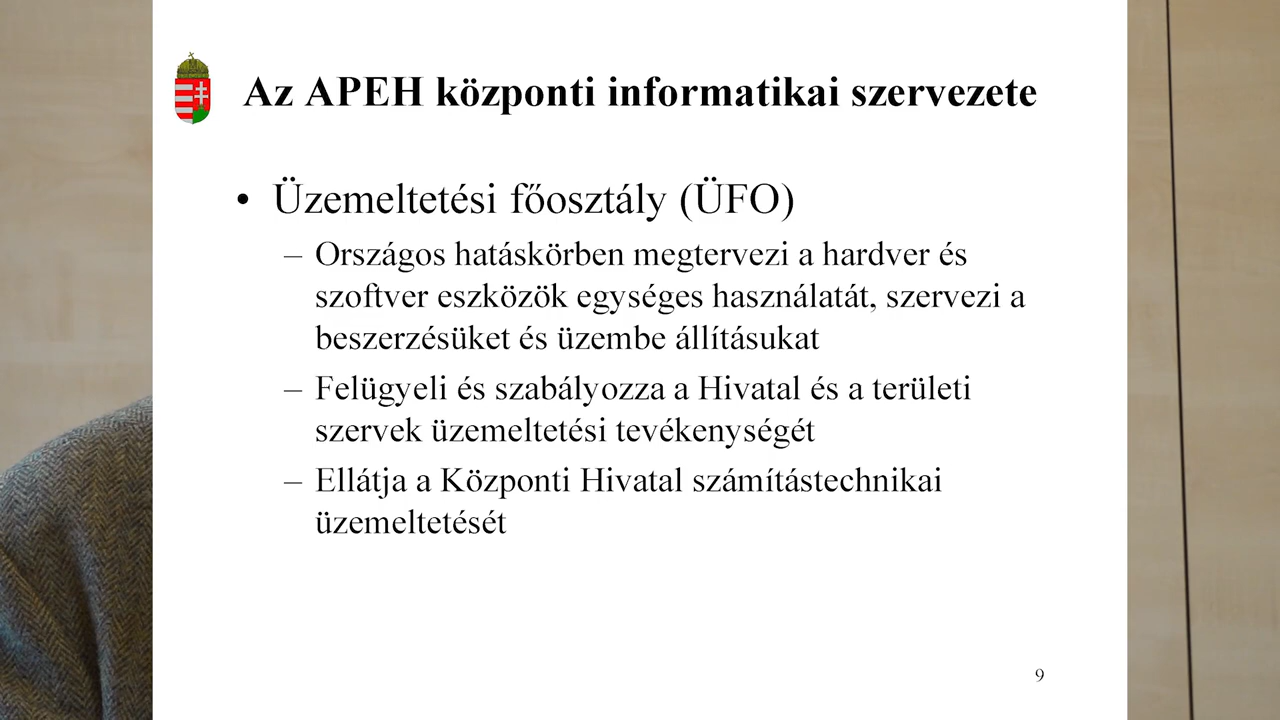 Az APEH központi informatikai szervezete
• Üzemeltetési főosztály (ÜFO)
– Országos hatáskörben megtervezi a hardver és
szoftver eszközök egységes használatát, szervezi a
beszerzésüket és üzembe állításukat
– Felügyeli és szabályozza a Hivatal és a területi
szervek üzemeltetési tevékenységét
– Ellátja a Központi Hivatal számítástechnikai
üzemeltetését
9